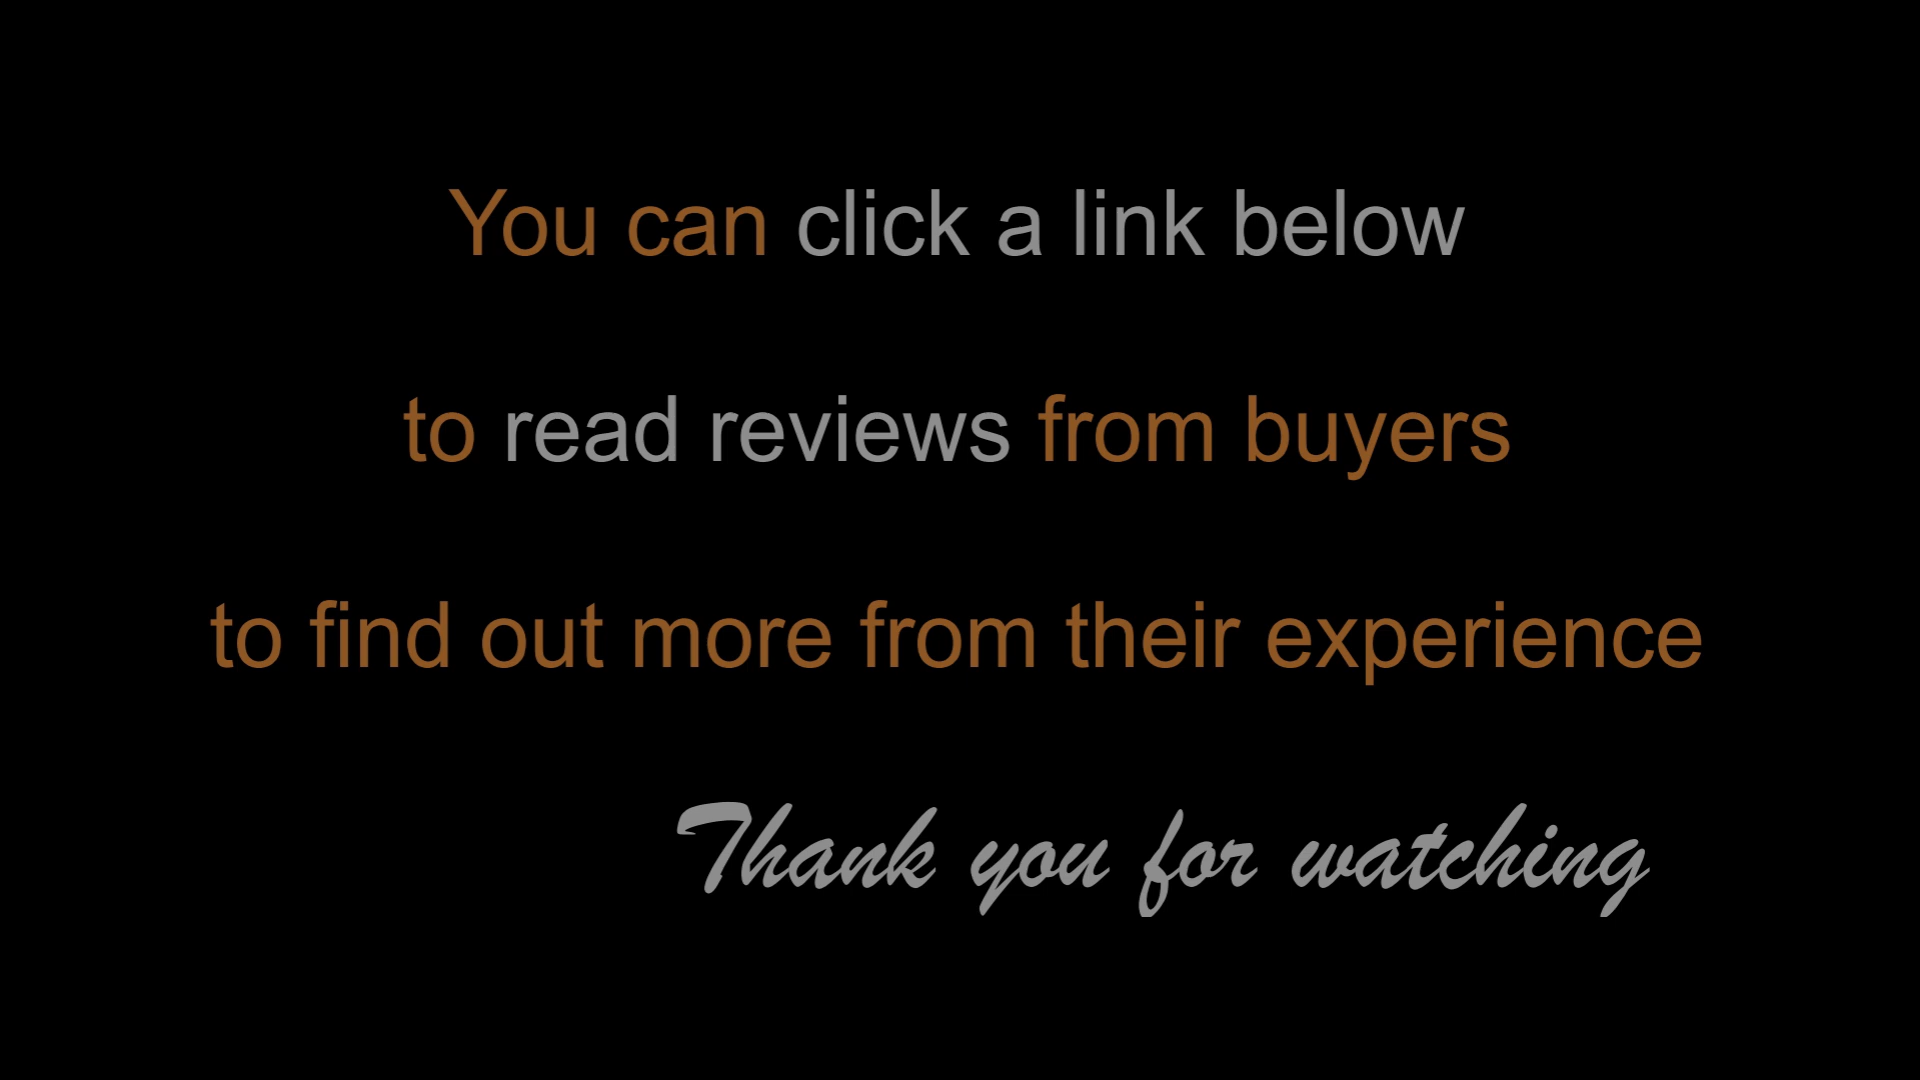 You can click a link below
to read reviews from buyers
to find out more from their experience
Thank you for watching